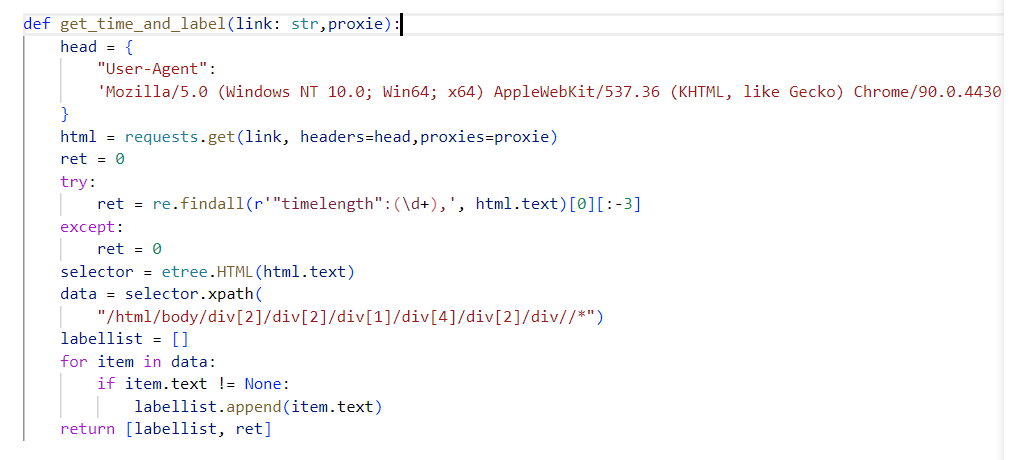 def get_time_and_label(link: str,proxie):
    head = {
        "User-Agent":
        'Mozilla/5.0 (Windows NT 10.0; Win64; x64) AppleWebKit/537.36 (KHTML, like Gecko) Chrome/90.0.4430
    }
    html = requests.get(link, headers=head,proxies=proxie)
    ret = 0
    try:
        ret = re.findall(r'"timelength":(\d+),', html.text)[0][:-3]
    except:
        ret = 0
    selector = etree.HTML(html.text)
    data = selector.xpath(
        "/html/body/div[2]/div[2]/div[1]/div[4]/div[2]/div//*")
    labellist = []
    for item in data:
        if item.text != None:
            labellist.append(item.text)
    return [labellist, ret]